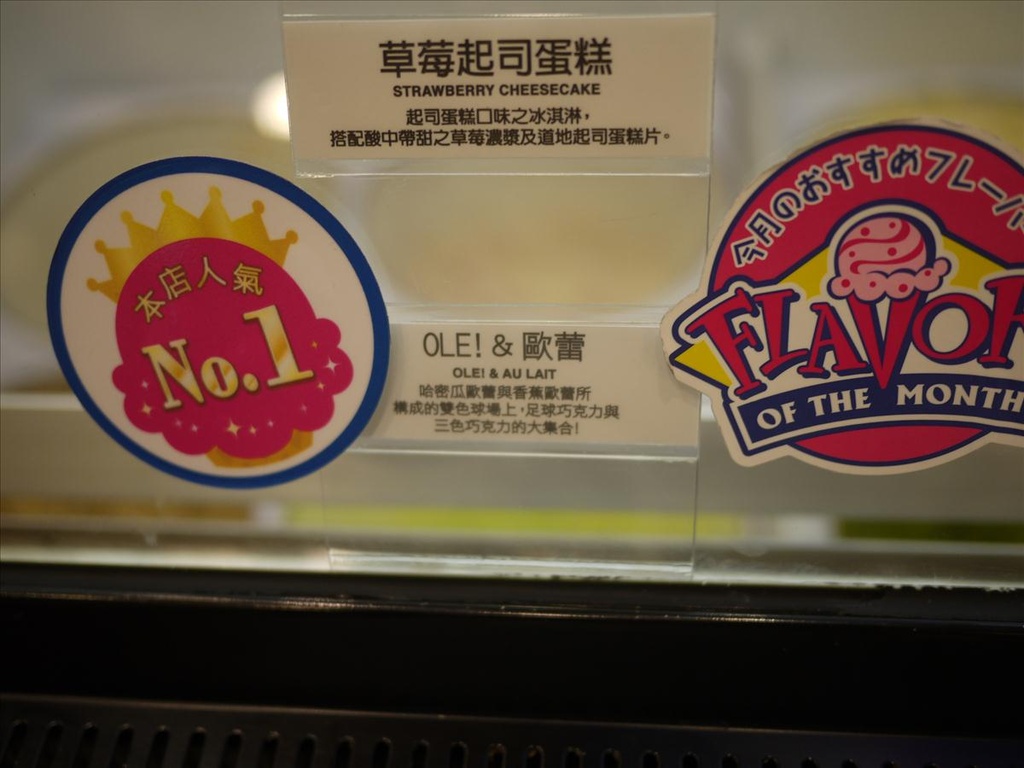 草莓起司蛋糕
STRAWBERRY CHEESECAKE
起司蛋糕口味之冰淇淋,
搭配酸中帶甜之草莓濃漿及道地起司蛋糕片。
本店人氣
No.1
OLE! & 歐蕾
OLE! & AU LAIT
哈密瓜歐蕾與香蕉歐蕾所
構成的雙色球場上,足球巧克力與
三色巧克力的大集合!
今月のおすすめフレーバ
FLAVOR
OF THE MONTH